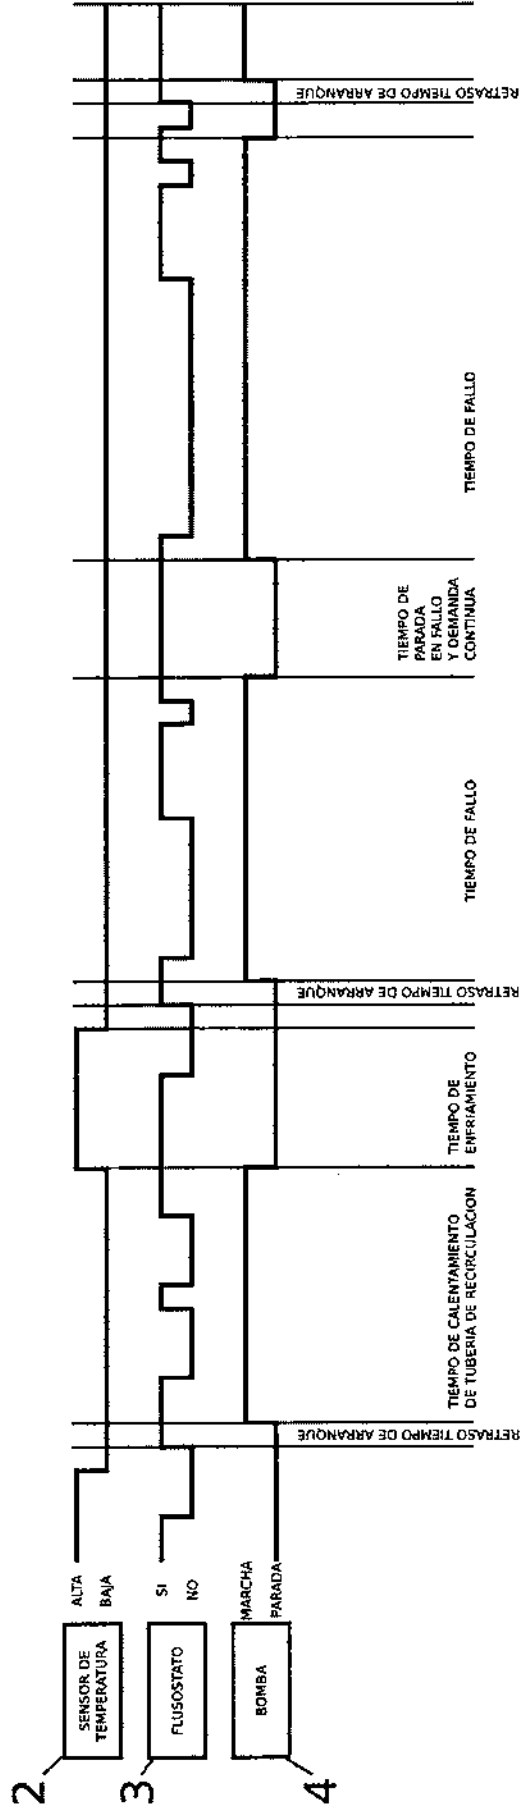 2
SENSOR DE
TEMPERATURA
ALTA
BAJA
3
FLUSOSTATO
SI
NO
4
BOMBA
MARCHA
PARADA
RETRASO TIEMPO DE ARRANQUE
TIEMPO DE CALENTAMIENTO
DE TUBERIA DE RECIRCULACION
TIEMPO DE
ENFRIAMIENTO
RETRASO TIEMPO DE ARRANQUE
TIEMPO DE FALLO
TIEMPO DE
PARADA
EN FALLO
Y DEMANDA
CONTINUA
TIEMPO DE FALLO
RETRASO TIEMPO DE ARRANQUE